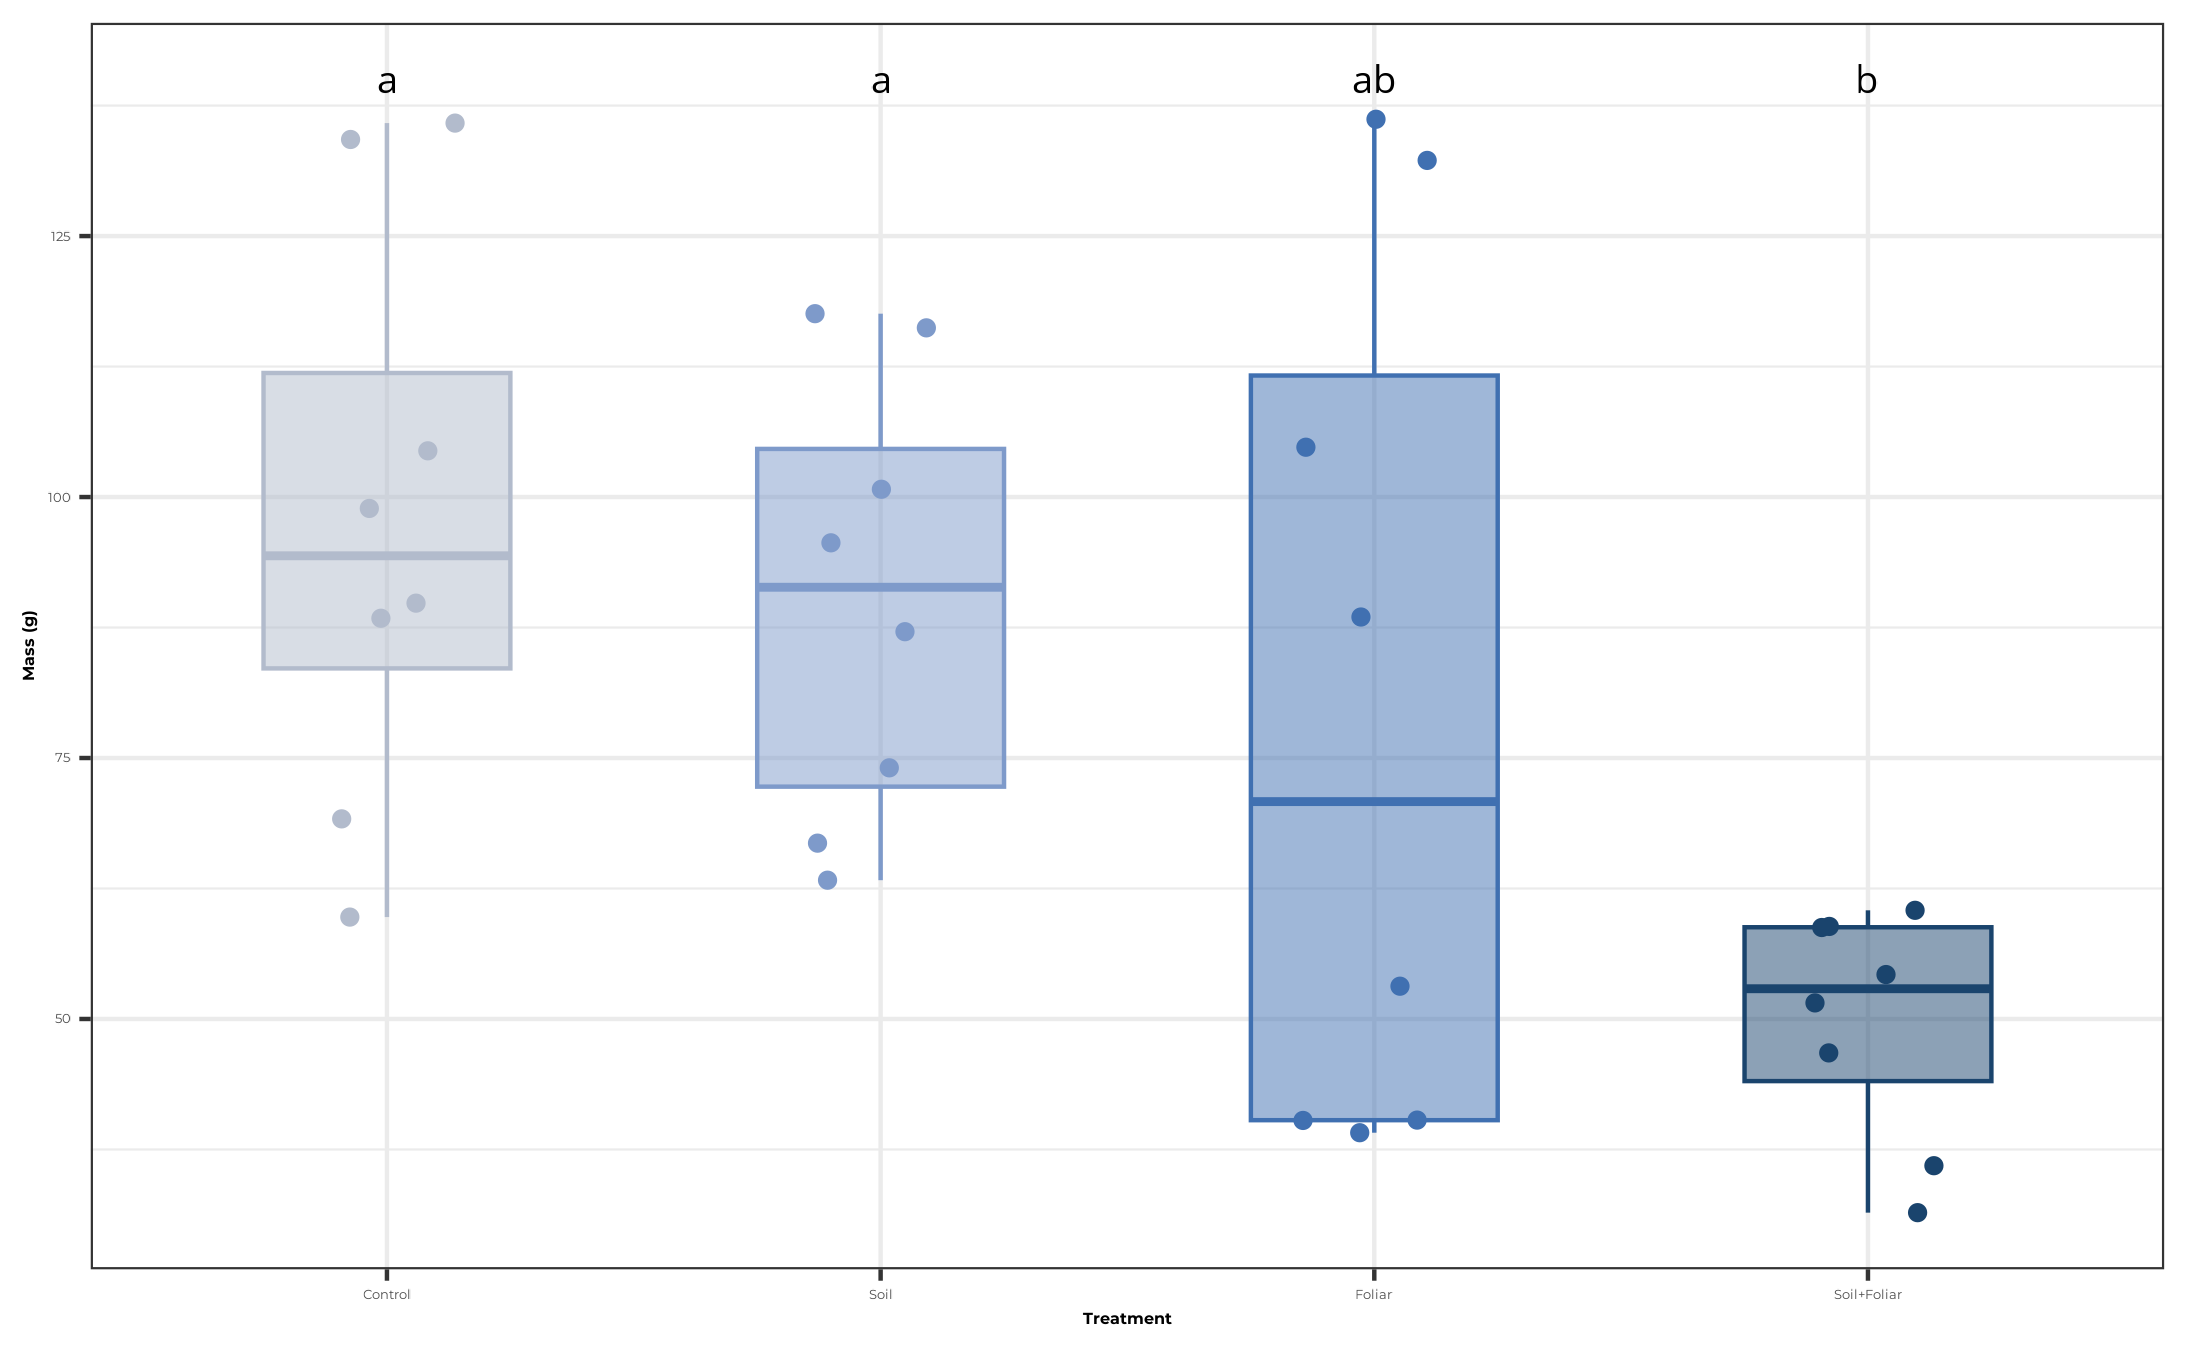 a a ab b
125
100
75
50
Mass (g)
Control Soil Foliar Soil+Foliar
Treatment